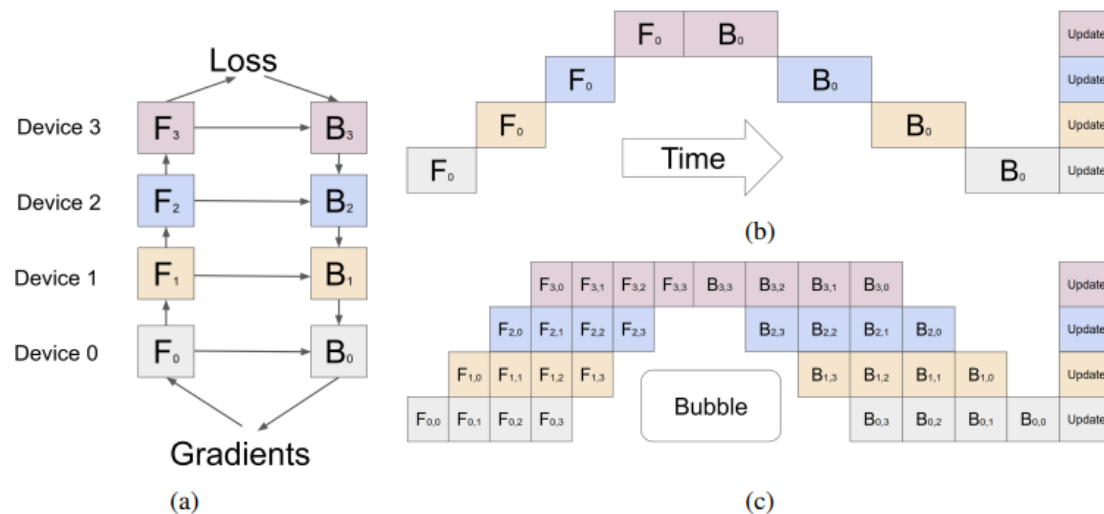 Loss
Device 3 F₃ B₃
Device 2 F₂ B₂
Device 1 F₁ B₁
Device 0 F₀ B₀
Gradients
(a)
F₀ B₀ Update
F₀ B₀ Update
F₀ B₀ Update
Time
F₀ B₀ Update
(b)
F₃,₀ F₃,₁ F₃,₂ F₃,₃ B₃,₃ B₃,₂ B₃,₁ B₃,₀ Update
F₂,₀ F₂,₁ F₂,₂ F₂,₃ B₂,₃ B₂,₂ B₂,₁ B₂,₀ Update
F₁,₀ F₁,₁ F₁,₂ F₁,₃ B₁,₃ B₁,₂ B₁,₁ B₁,₀ Update
Bubble
F₀,₀ F₀,₁ F₀,₂ F₀,₃ B₀,₃ B₀,₂ B₀,₁ B₀,₀ Update
(c)